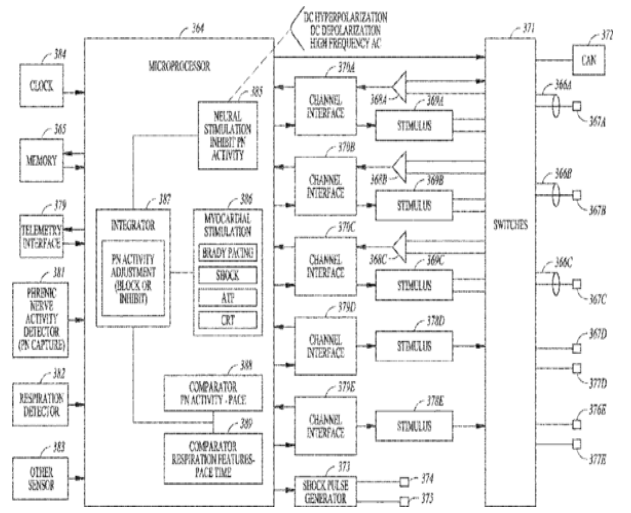 DC HYPERPOLARIZATION
DC DEPOLARIZATION
HIGH FREQUENCY AC
364
MICROPROCESSOR
384
CLOCK
365
MEMORY
379
TELEMETRY
INTERFACE
381
PHRENIC
NERVE
ACTIVITY
DETECTOR
(PN CAPTURE)
382
RESPIRATION
DETECTOR
383
OTHER
SENSOR
385
NEURAL
STIMULATION
INHIBIT PN
ACTIVITY
387
INTEGRATOR
PN ACTIVITY
ADJUSTMENT
(BLOCK OR
INHIBIT)
386
MYOCARDIAL
STIMULATION
BRADY PACING
SHOCK
ATP
CRT
388
COMPARATOR
PN ACTIVITY - PACE
389
COMPARATOR
RESPIRATION FEATURES-
PACE TIME
370A
CHANNEL
INTERFACE
368A
369A
STIMULUS
370B
CHANNEL
INTERFACE
368B
369B
STIMULUS
370C
CHANNEL
INTERFACE
368C
369C
STIMULUS
379D
CHANNEL
INTERFACE
378D
STIMULUS
379E
CHANNEL
INTERFACE
378E
STIMULUS
373
SHOCK PULSE
GENERATOR
374
375
371
SWITCHES
372
CAN
366A
367A
366B
367B
366C
367C
367D
377D
376E
377E